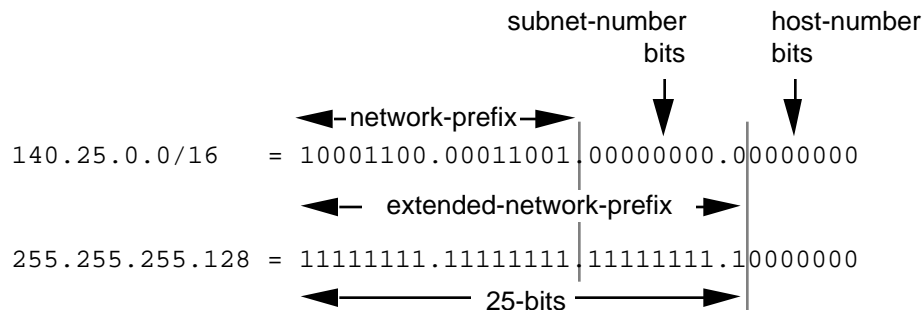 subnet-number host-number
bits bits
network-prefix
140.25.0.0/16 = 10001100.00011001.00000000.00000000
extended-network-prefix
255.255.255.128 = 11111111.11111111.11111111.10000000
25-bits